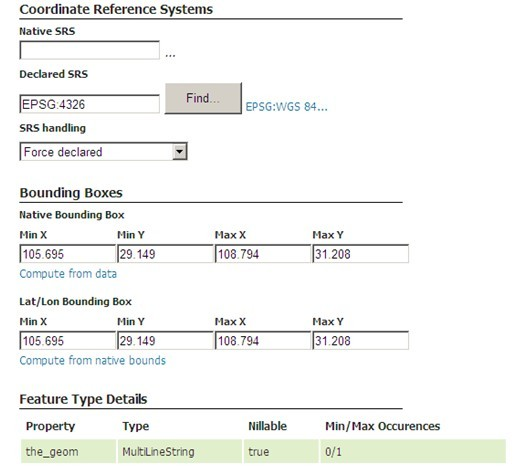 Coordinate Reference Systems
Native SRS
...
Declared SRS
EPSG:4326 Find... EPSG:WGS 84...
SRS handling
Force declared
Bounding Boxes
Native Bounding Box
Min X Min Y Max X Max Y
105.695 29.149 108.794 31.208
Compute from data
Lat/Lon Bounding Box
Min X Min Y Max X Max Y
105.695 29.149 108.794 31.208
Compute from native bounds
Feature Type Details
Property Type Nillable Min/Max Occurences
the_geom MultiLineString true 0/1